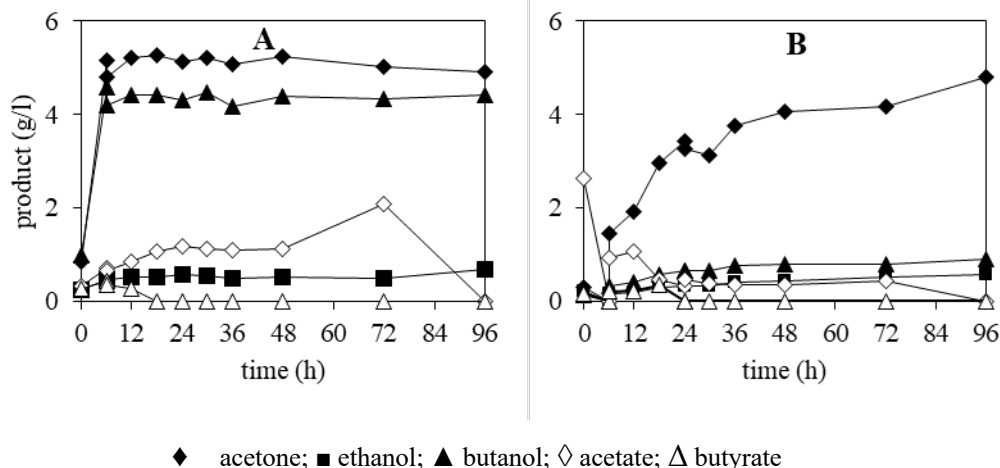 A
B
product (g/l)
6
4
2
0
0 12 24 36 48 60 72 84 96
time (h)
6
4
2
0
0 12 24 36 48 60 72 84 96
time (h)
◆ acetone; ■ ethanol; ▲ butanol; ◇ acetate; △ butyrate